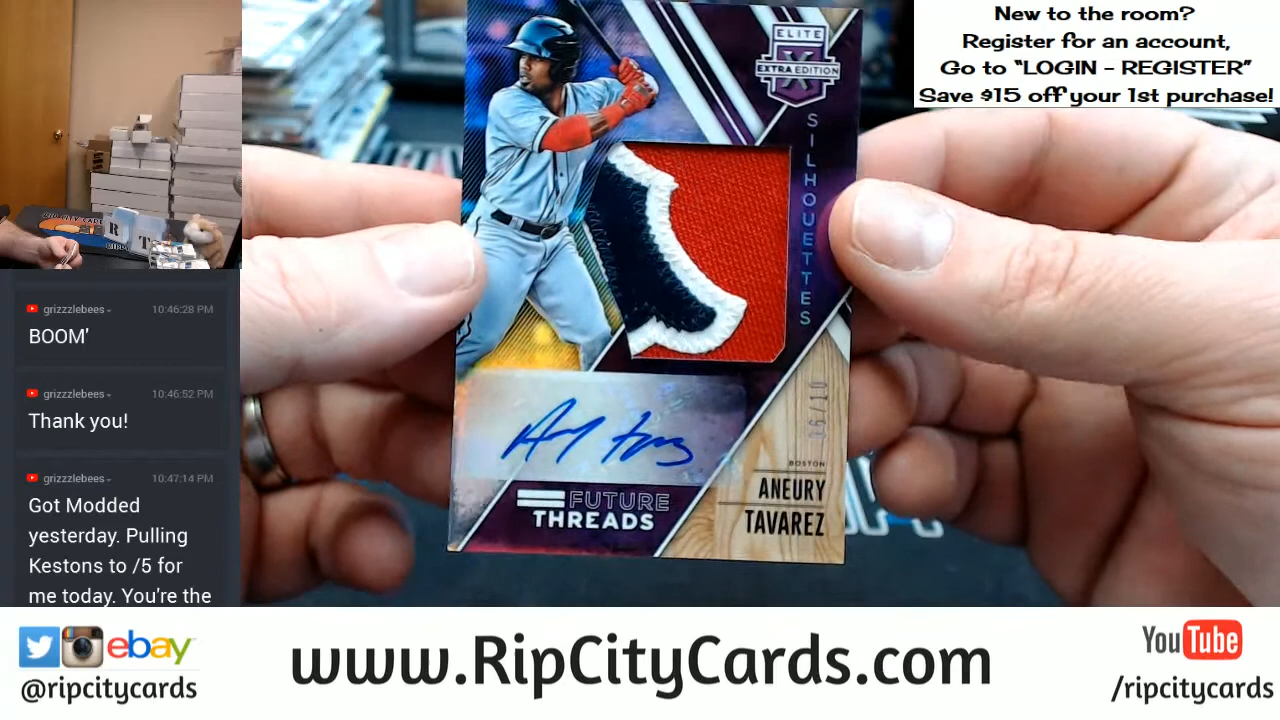 New to the room?
Register for an account,
Go to "LOGIN - REGISTER"
Save $15 off your 1st purchase!
ELITE
X
EXTRA EDITION
SILHOUETTES
FUTURE
THREADS
BOSTON
ANEURY
TAVAREZ
R
grizzzlebees
10:46:28 PM
BOOM'
grizzzlebees
10:46:52 PM
Thank you!
grizzzlebees
10:47:14 PM
Got Modded
yesterday. Pulling
Kestons to /5 for
me today. You're the
ebay
@ripcitycards
www.RipCityCards.com
YouTube
/ripcitycards